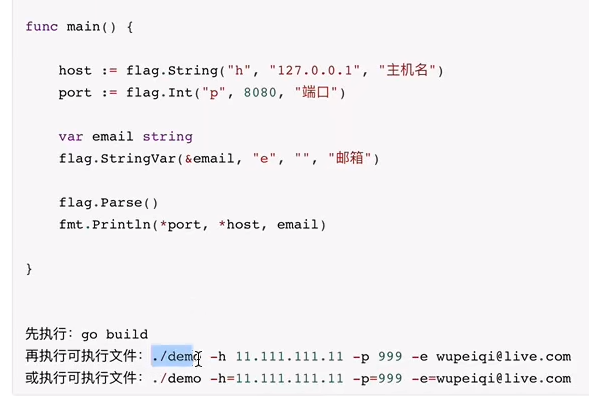 func main() {
host := flag.String("h", "127.0.0.1", "主机名")
port := flag.Int("p", 8080, "端口")
var email string
flag.StringVar(&email, "e", "", "邮箱")
flag.Parse()
fmt.Println(*port, *host, email)
}
先执行：go build
再执行可执行文件：./demo -h 11.111.111.11 -p 999 -e wupeiqi@live.com
或执行可执行文件：./demo -h=11.111.111.11 -p=999 -e=wupeiqi@live.com